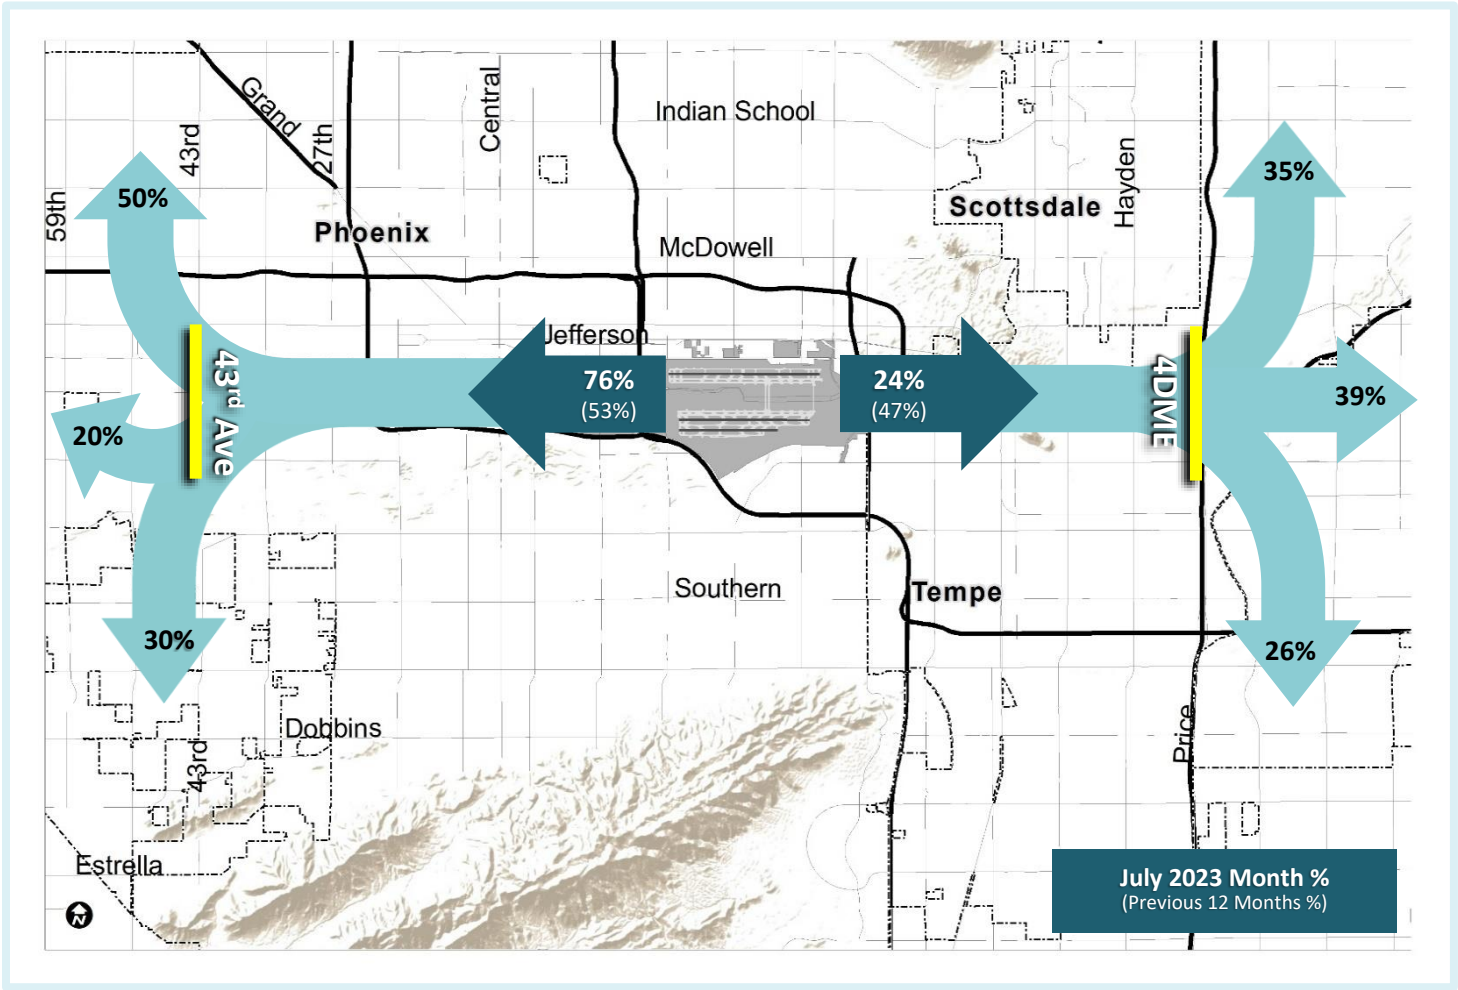 Grand
43rd
27th
Central
Indian School
Hayden
59th
50%
35%
Phoenix
Scottsdale
McDowell
Jefferson
43rd Ave
76%
(53%)
24%
(47%)
4DME
39%
20%
Southern
Tempe
30%
26%
Dobbins
43rd
Price
Estrella
N
July 2023 Month %
(Previous 12 Months %)